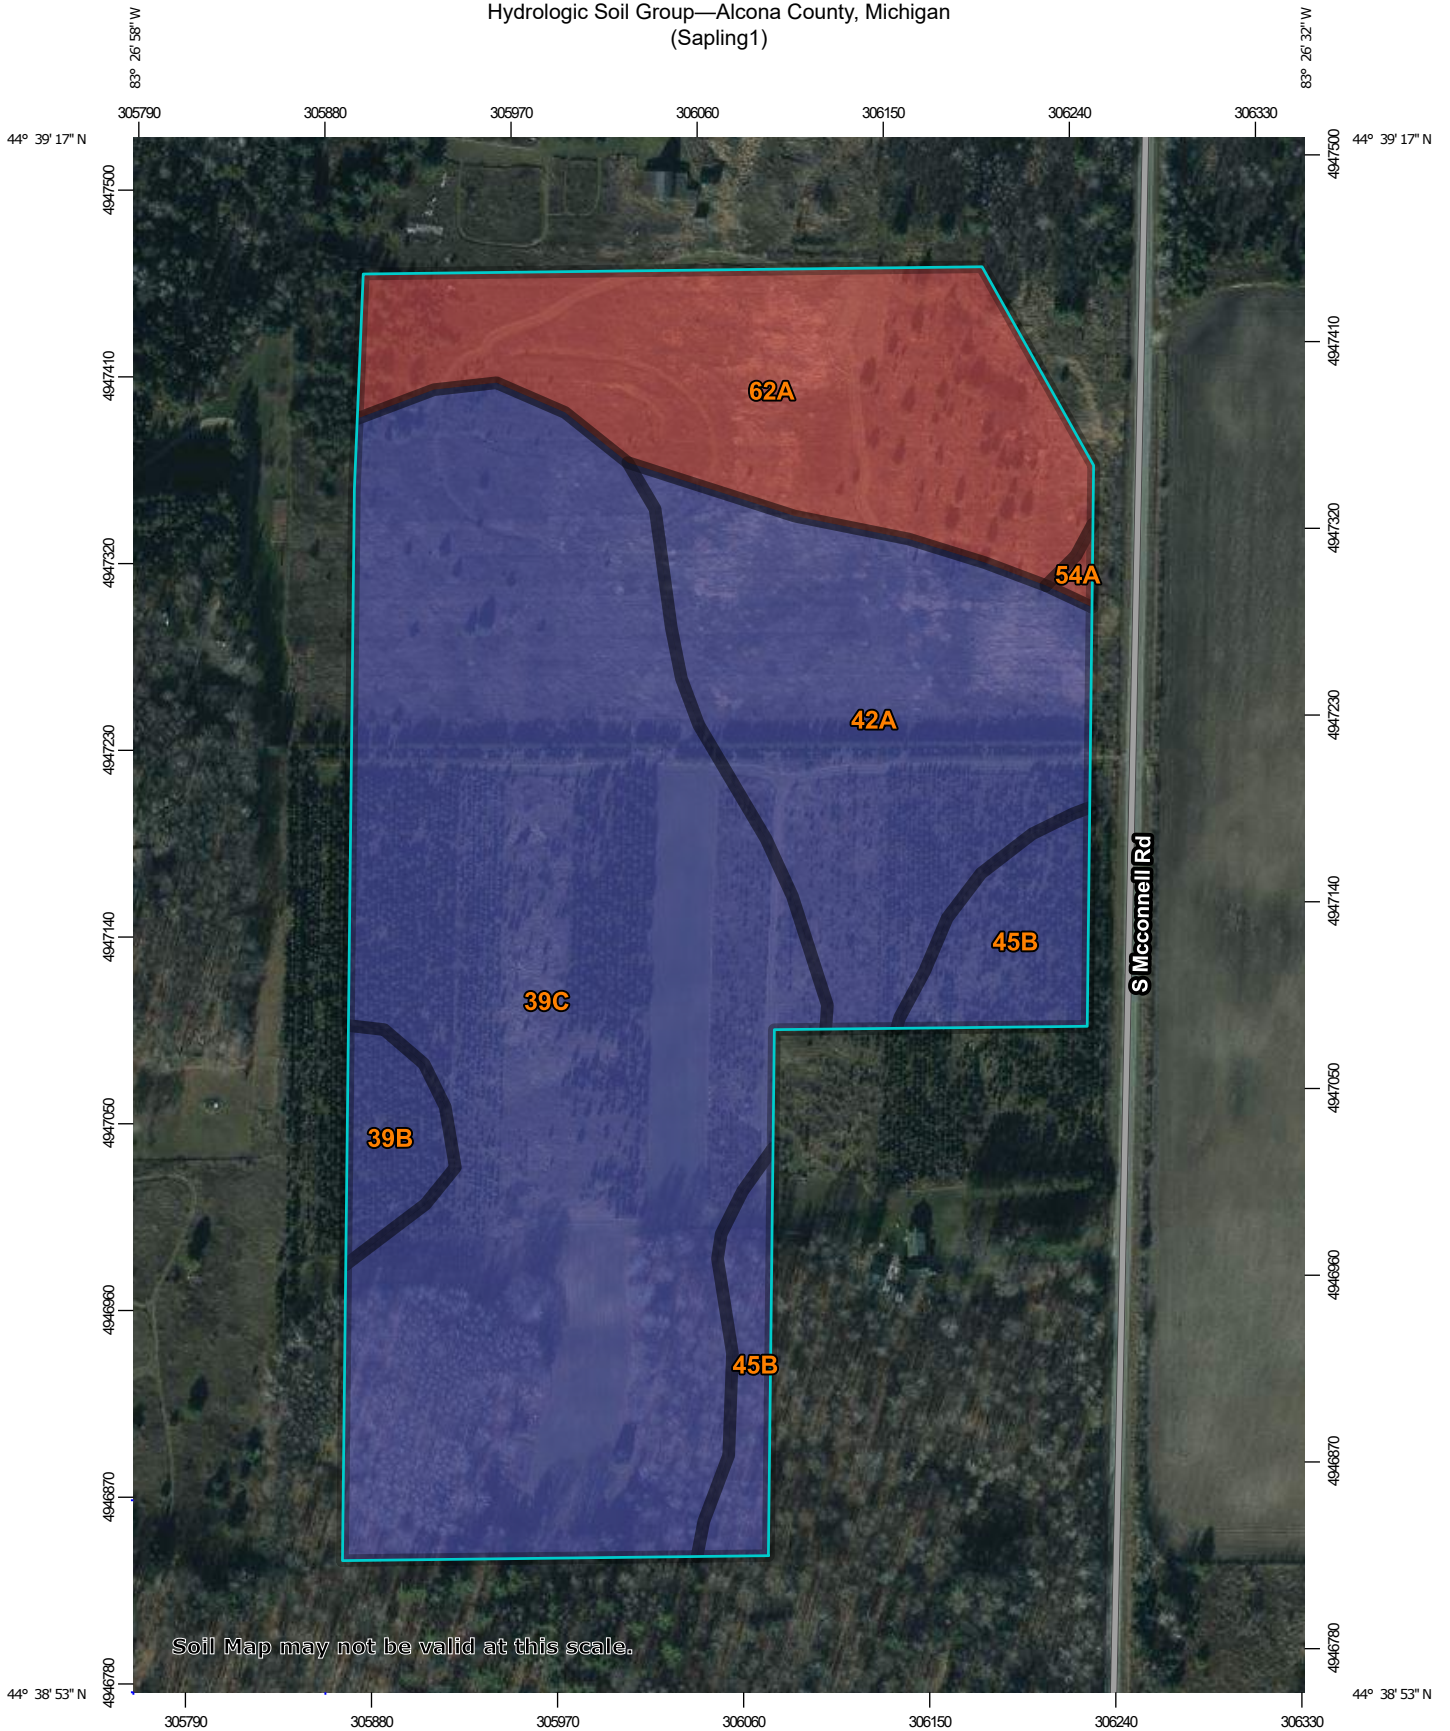 Hydrologic Soil Group—Alcona County, Michigan
(Sapling1)
83° 26' 58'' W
83° 26' 32'' W
305790 305880 305970 306060 306150 306240 306330
44° 39' 17'' N
44° 39' 17'' N
4947500
4947410
4947320
4947230
4947140
4947050
4946960
4946870
4946780
62A
54A
42A
45B
39C
39B
45B
S Mcconnell Rd
4947500
4947410
4947320
4947230
4947140
4947050
4946960
4946870
4946780
Soil Map may not be valid at this scale.
44° 38' 53'' N
44° 38' 53'' N
305790 305880 305970 306060 306150 306240 306330